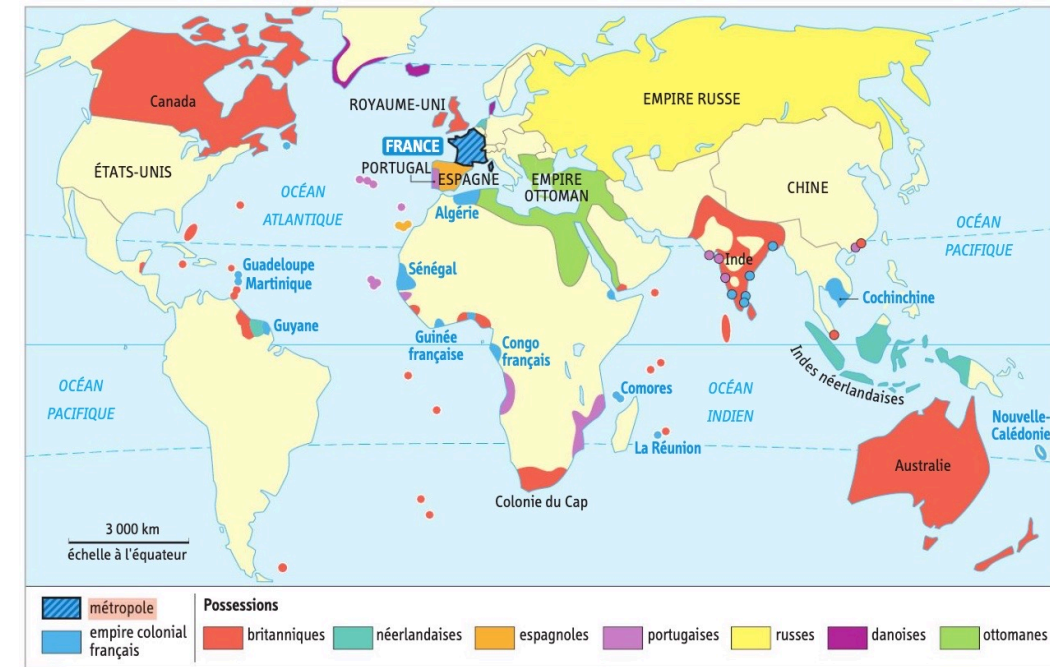 Canada
ROYAUME-UNI
EMPIRE RUSSE
FRANCE
PORTUGAL
ESPAGNE
EMPIRE
OTTOMAN
ÉTATS-UNIS
CHINE
OCÉAN
ATLANTIQUE
Algérie
OCÉAN
PACIFIQUE
Inde
Guadeloupe
Martinique
Sénégal
Cochinchine
Guyane
Guinée
française
Congo
français
Indes néerlandaises
OCÉAN
PACIFIQUE
Comores
OCÉAN
INDIEN
Nouvelle-
Calédonie
La Réunion
Australie
Colonie du Cap
3 000 km
échelle à l'équateur
métropole
empire colonial
français
Possessions
britanniques
néerlandaises
espagnoles
portugaises
russes
danoises
ottomanes